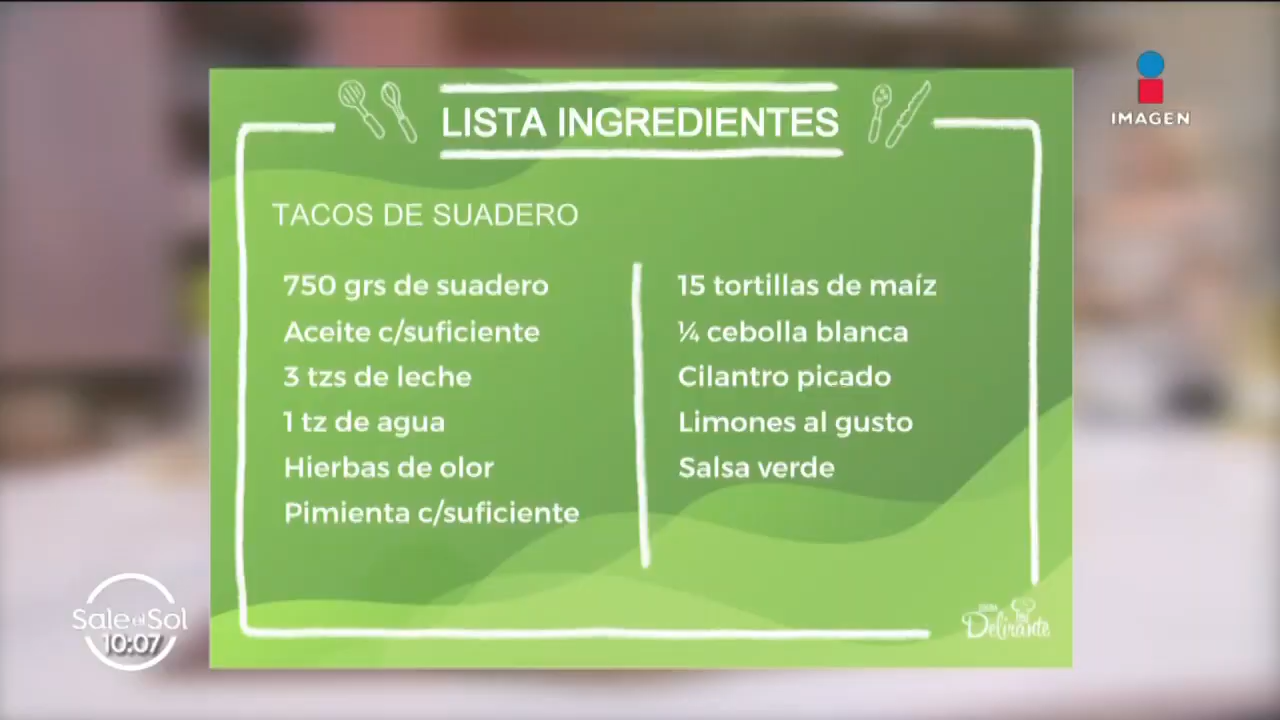 LISTA INGREDIENTES
IMAGEN
TACOS DE SUADERO
750 grs de suadero
Aceite c/suficiente
3 tzs de leche
1 tz de agua
Hierbas de olor
Pimienta c/suficiente
15 tortillas de maíz
¼ cebolla blanca
Cilantro picado
Limones al gusto
Salsa verde
Sale el Sol
10:07
Delirante